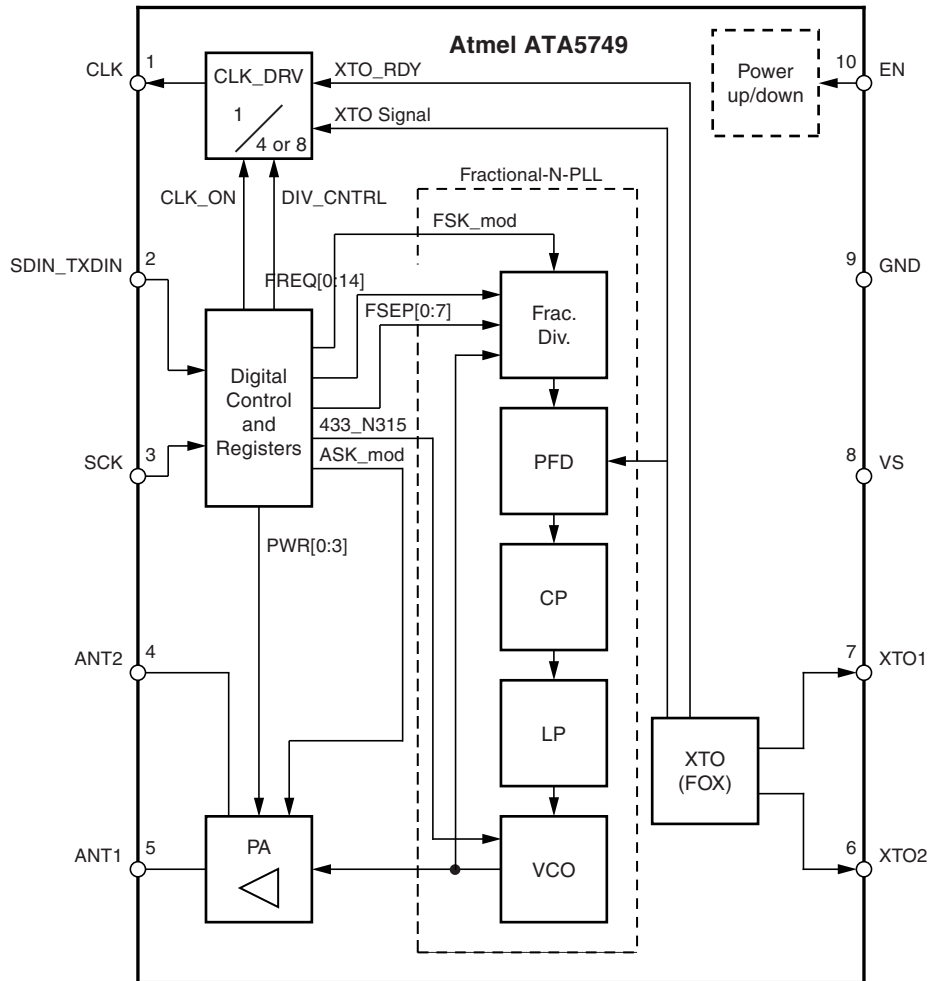 Atmel ATA5749
CLK
1
CLK_DRV
1
4 or 8
XTO_RDY
XTO Signal
Power
up/down
10
EN
CLK_ON
DIV_CNTRL
Fractional-N-PLL
FSK_mod
SDIN_TXDIN
2
FREQ[0:14]
FSEP[0:7]
Frac.
Div.
9
GND
Digital
Control
and
Registers
433_N315
ASK_mod
SCK
3
PFD
8
VS
PWR[0:3]
CP
ANT2
4
LP
XTO
(FOX)
7
XTO1
ANT1
5
PA
VCO
6
XTO2